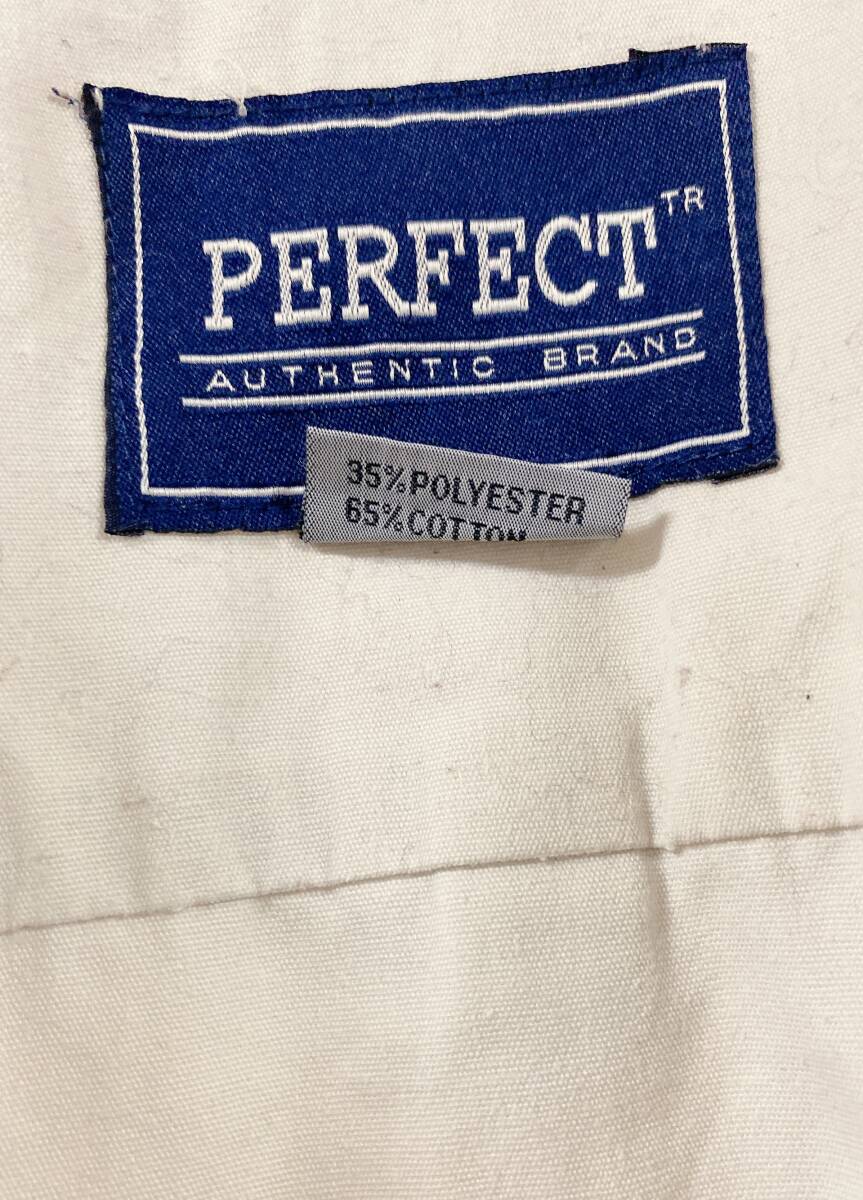 PERFECT TR
AUTHENTIC BRAND
35% POLYESTER
65% COTTON